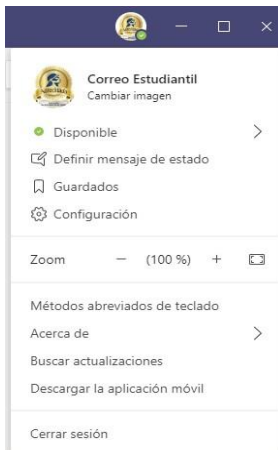 Correo Estudiantil
Cambiar imagen
Disponible
Definir mensaje de estado
Guardados
Configuración
Zoom — (100 %) +
Métodos abreviados de teclado
Acerca de
Buscar actualizaciones
Descargar la aplicación móvil
Cerrar sesión